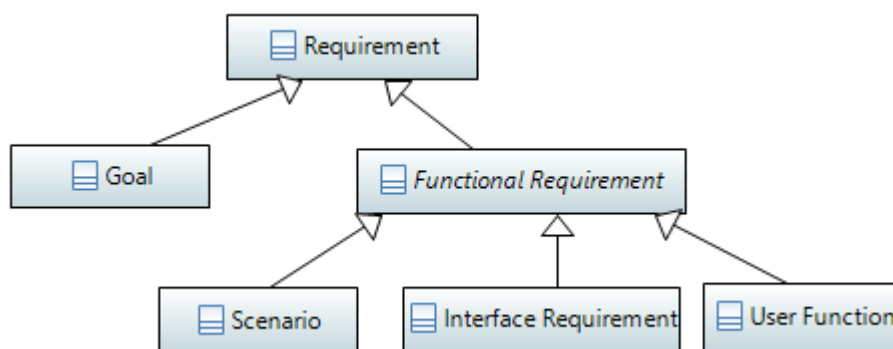 Requirement
Goal
Functional Requirement
Scenario
Interface Requirement
User Function